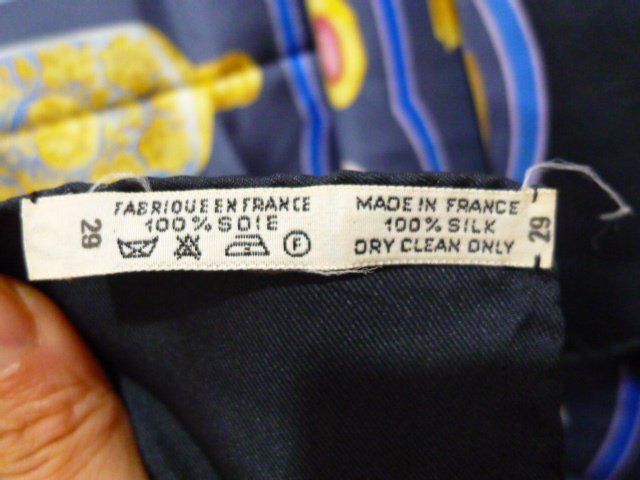 29
FABRIQUE EN FRANCE
100% SOIE
F
MADE IN FRANCE
100% SILK
DRY CLEAN ONLY
29